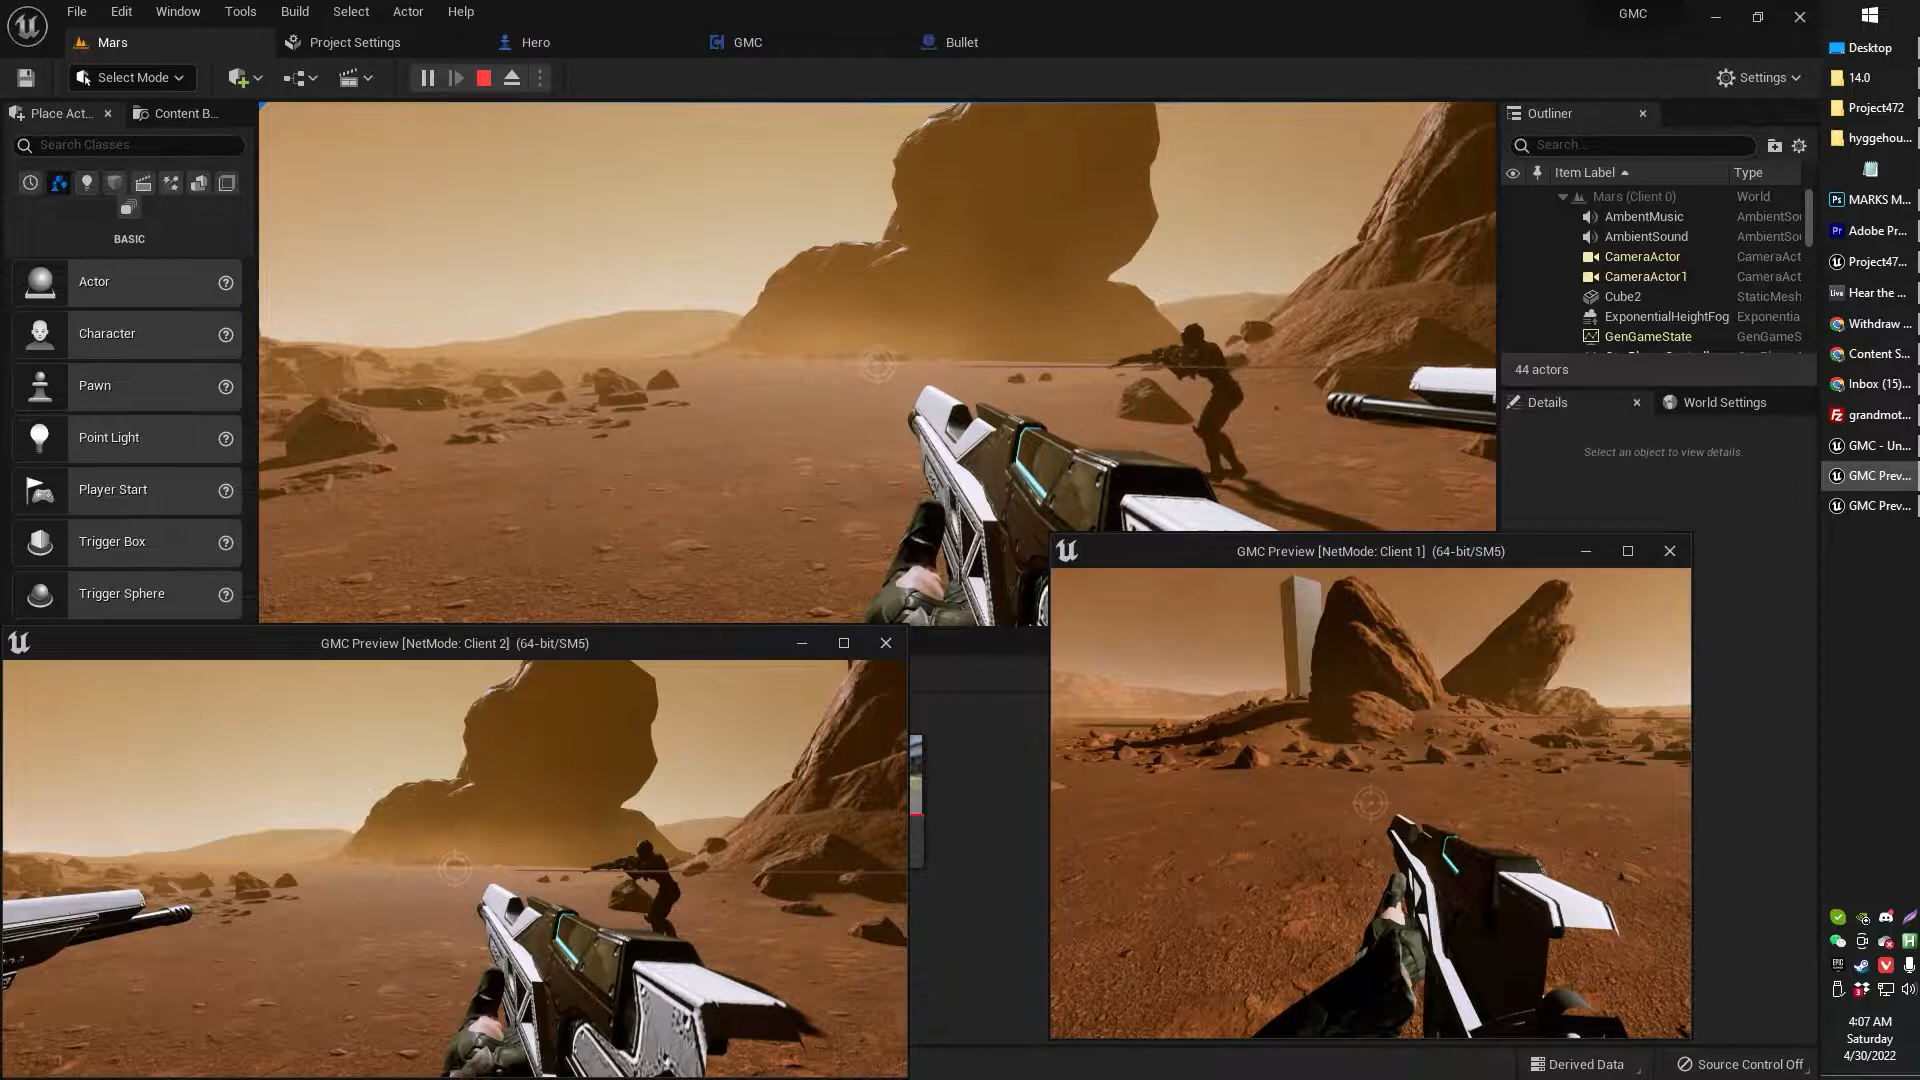 File Edit Window Tools Build Select Actor Help
GMC
Mars
Project Settings
Hero
GMC
Bullet
Select Mode
Settings
Place Act...
Content B...
Search Classes
BASIC
Actor
Character
Pawn
Point Light
Player Start
Trigger Box
Trigger Sphere
Outliner
Search...
Item Label
Type
Mars (Client 0) World
AmbentMusic AmbientSou
AmbientSound AmbientSou
CameraActor CameraAct
CameraActor1 CameraAct
Cube2 StaticMesh
ExponentialHeightFog Exponentia
GenGameState GenGameS
44 actors
Details
World Settings
Select an object to view details.
GMC Preview [NetMode: Client 1] (64-bit/SM5)
GMC Preview [NetMode: Client 2] (64-bit/SM5)
Derived Data
Source Control Off
Desktop
14.0
Project472
hyggehou...
Ps MARKS M...
Pr Adobe Pr...
Project47...
Live Hear the ...
Withdraw ...
Content S...
Inbox (15)...
Fz grandmot...
GMC - Un...
GMC Prev...
GMC Prev...
4:07 AM
Saturday
4/30/2022